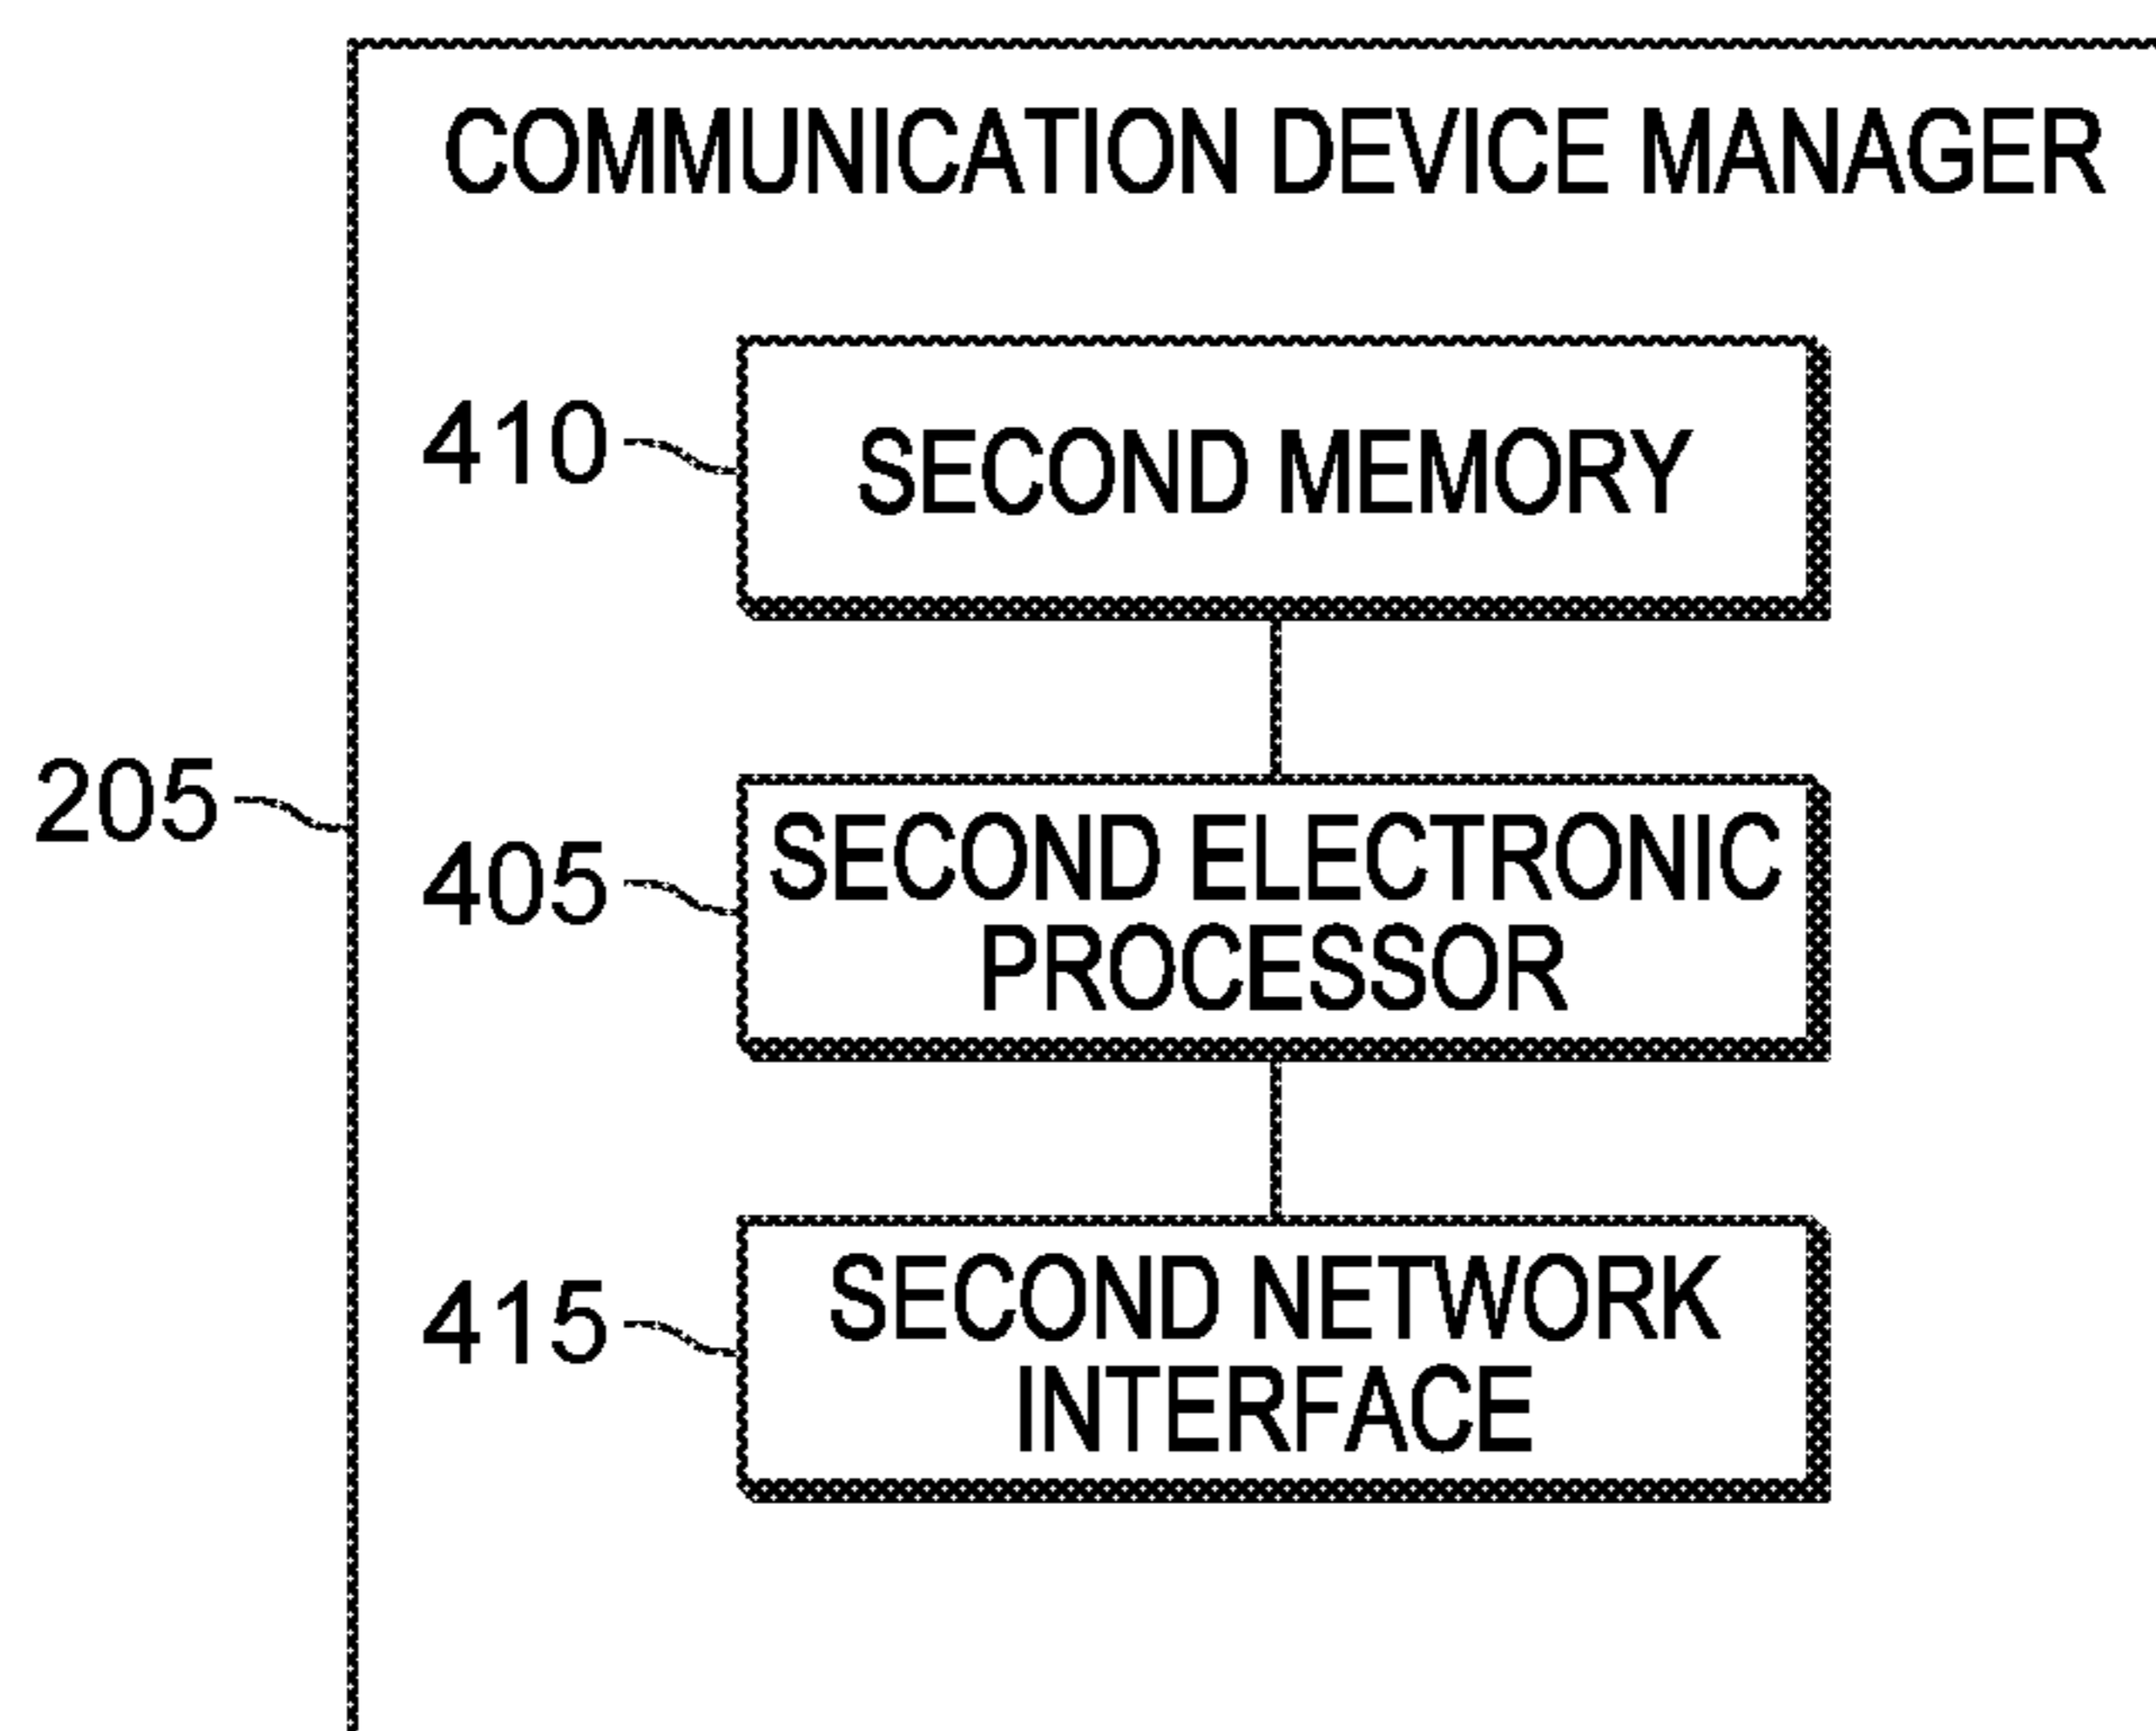 COMMUNICATION DEVICE MANAGER
410
SECOND MEMORY
205
405
SECOND ELECTRONIC
PROCESSOR
415
SECOND NETWORK
INTERFACE